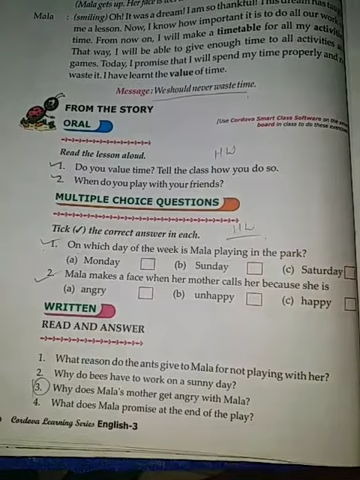 (Mala gets up. Her face is
Mala : (smiling) Oh! It was a dream! I am so thankful! This dream has
me a lesson. Now, I know how important it is to do all our work
time. From now on, I will make a timetable for all my activi
That way, I will be able to give enough time to all activities
games. Today, I promise that I will spend my time properly and
waste it. I have learnt the value of time.
Message: We should never waste time.
FROM THE STORY
ORAL
[Use Cordova Smart Class Software on the
board in class to do these
Read the lesson aloud.
HW
1. Do you value time? Tell the class how you do so.
2. When do you play with your friends?
MULTIPLE CHOICE QUESTIONS
HW
Tick (✓) the correct answer in each.
1. On which day of the week is Mala playing in the park?
(a) Monday (b) Sunday (c) Saturday
2. Mala makes a face when her mother calls her because she is
(a) angry (b) unhappy (c) happy
WRITTEN
READ AND ANSWER
1. What reason do the ants give to Mala for not playing with her?
2. Why do bees have to work on a sunny day?
3. Why does Mala's mother get angry with Mala?
4. What does Mala promise at the end of the play?
Cordova Learning Series English-3